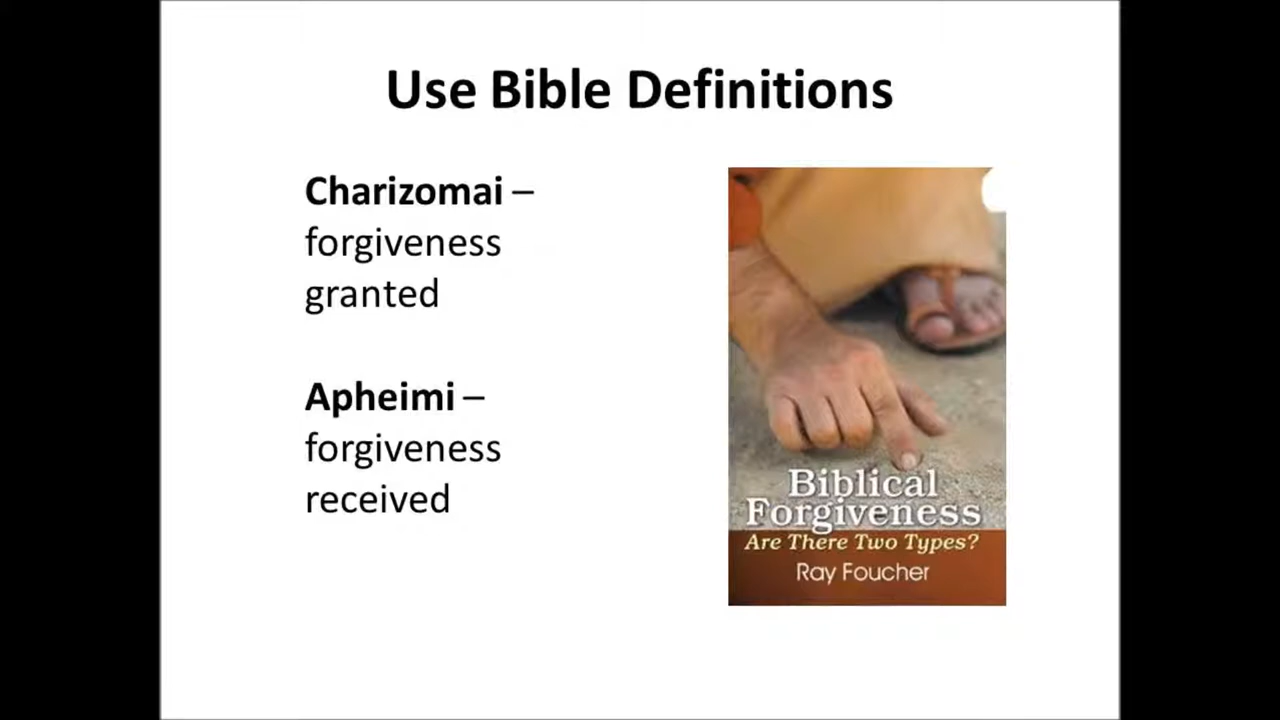 Use Bible Definitions
Charizomai –
forgiveness
granted
Apheimi –
forgiveness
received
Biblical
Forgiveness
Are There Two Types?
Ray Foucher